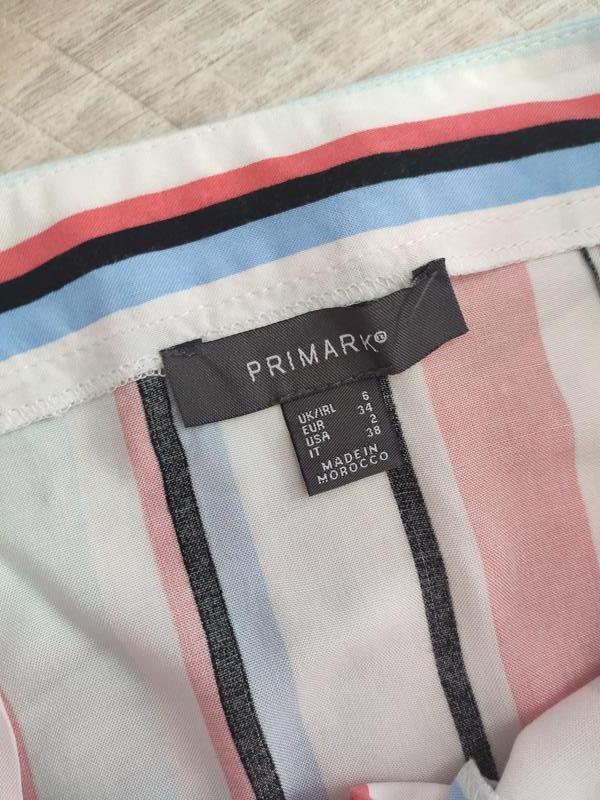 PRIMARK®
UK/IRL 6
EUR 34
USA 2
IT 38
MADE IN
MOROCCO